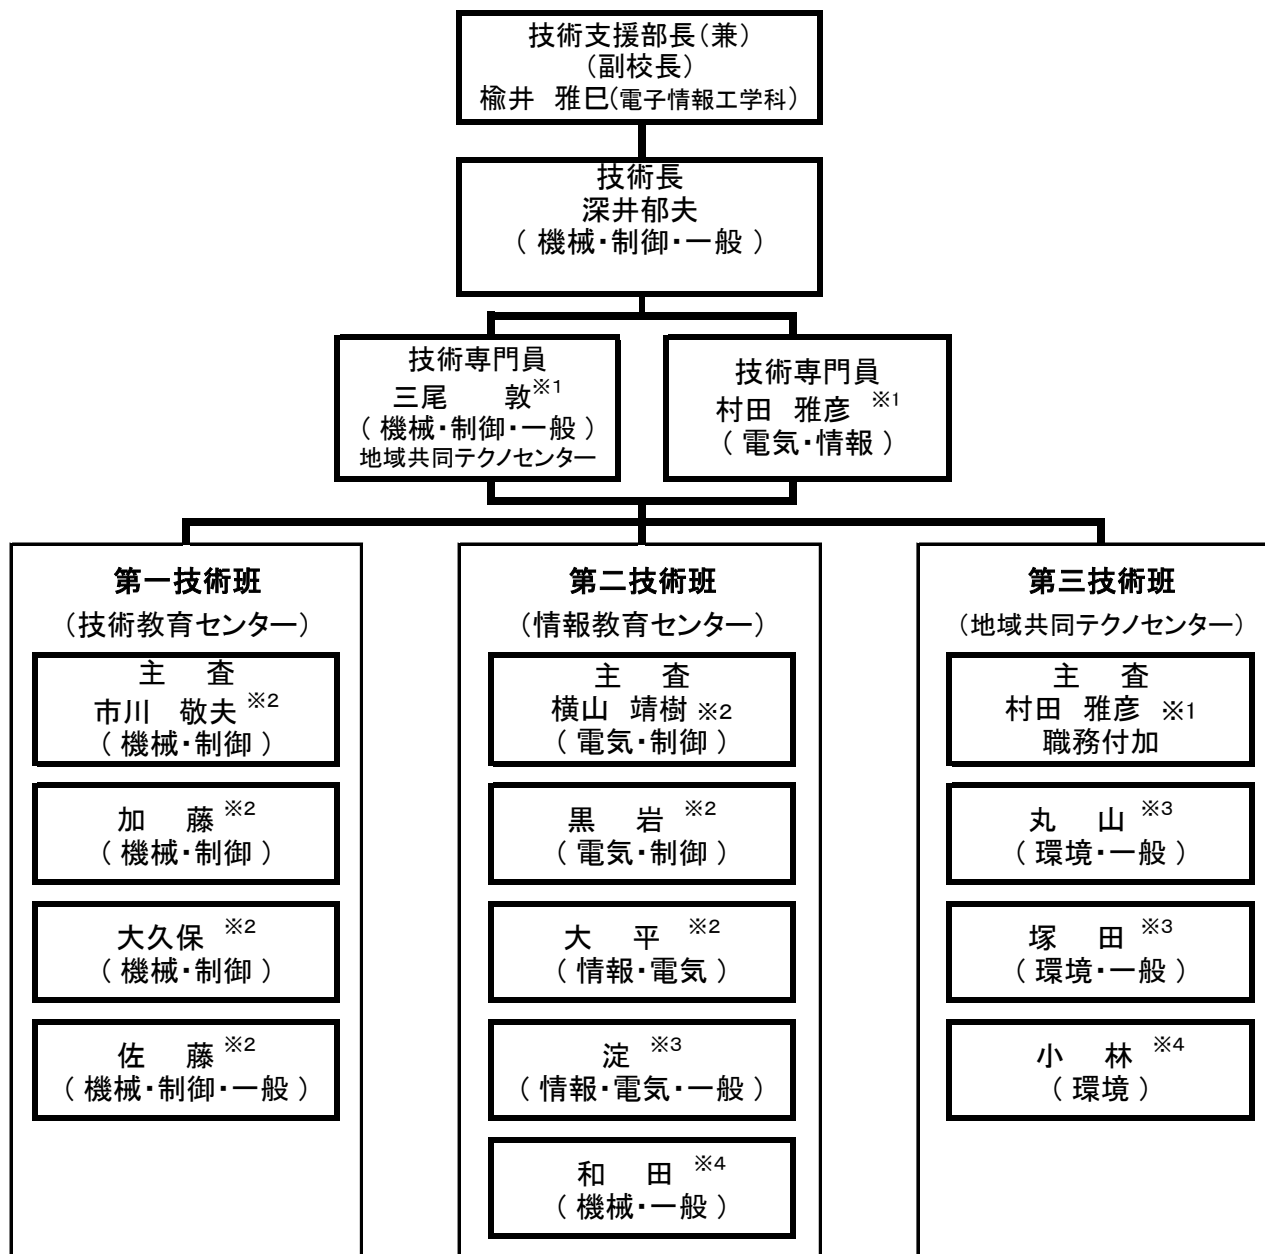 技術支援部長(兼)
(副校長)
楡井 雅巳(電子情報工学科)
技術長
深井郁夫
( 機械・制御・一般 )
技術専門員
三尾 敦※1
( 機械・制御・一般 )
地域共同テクノセンター
技術専門員
村田 雅彦 ※1
( 電気・情報 )
第一技術班
(技術教育センター)
主 査
市川 敬夫 ※2
( 機械・制御 )
加 藤 ※2
( 機械・制御 )
大久保 ※2
( 機械・制御 )
佐 藤 ※2
( 機械・制御・一般 )
第二技術班
(情報教育センター)
主 査
横山 靖樹 ※2
( 電気・制御 )
黒 岩 ※2
( 電気・制御 )
大 平 ※2
( 情報・電気 )
淀 ※3
( 情報・電気・一般 )
和 田 ※4
( 機械・一般 )
第三技術班
(地域共同テクノセンター)
主 査
村田 雅彦 ※1
職務付加
丸 山 ※3
( 環境・一般 )
塚 田 ※3
( 環境・一般 )
小 林 ※4
( 環境 )